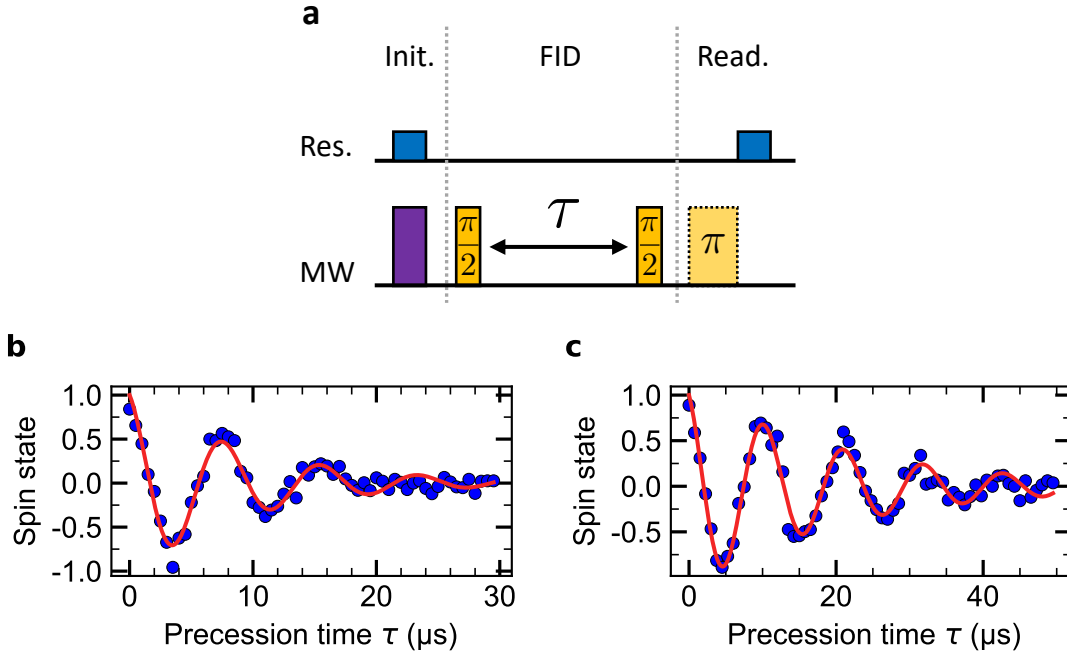 a
Init. FID Read.
Res.
MW π/2 τ π/2 π
b
1.0
0.5
0.0
-0.5
-1.0
Spin state
0 10 20 30
Precession time τ (μs)
c
1.0
0.5
0.0
-0.5
Spin state
0 20 40
Precession time τ (μs)